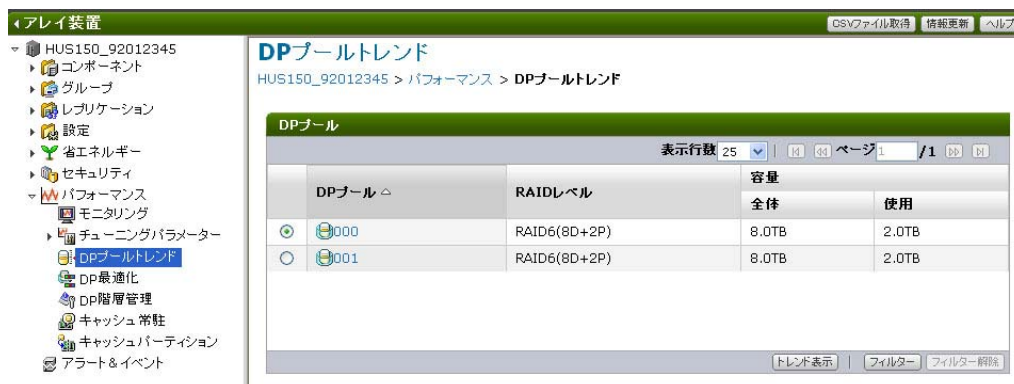 アレイ装置
CSVファイル取得 情報更新
HUS150_92012345
コンポーネント
グループ
レプリケーション
設定
省エネルギー
セキュリティ
パフォーマンス
モニタリング
チューニングパラメーター
DPプールトレンド
DP最適化
DP階層管理
キャッシュ常駐
キャッシュパーティション
アラート&イベント
DPプールトレンド
HUS150_92012345 > パフォーマンス > DPプールトレンド
DPプール
表示行数 25 ページ 1 /1
DPプール RAIDレベル 容量
全体 使用
000 RAID6(8D+2P) 8.0TB 2.0TB
001 RAID6(8D+2P) 8.0TB 2.0TB
トレンド表示 フィルター フィルター解除